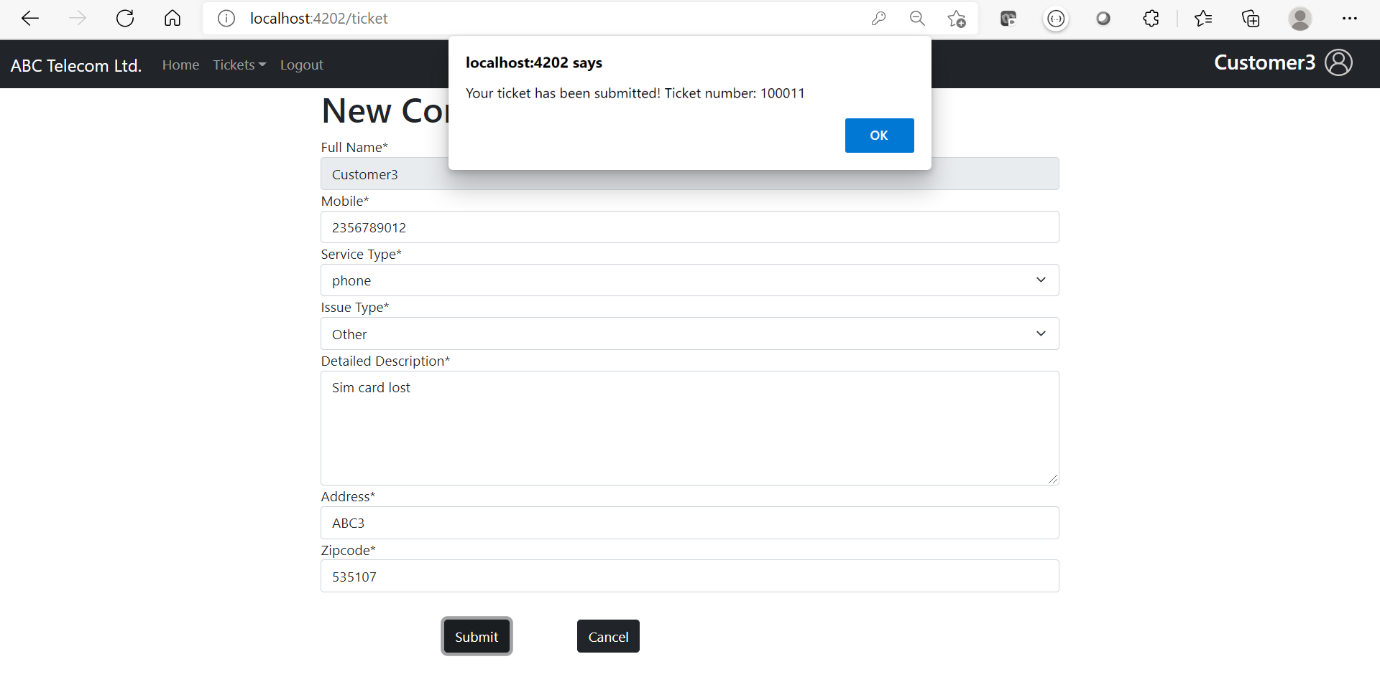 localhost:4202/ticket
ABC Telecom Ltd. Home Tickets Logout Customer3
localhost:4202 says
Your ticket has been submitted! Ticket number: 100011
OK
New
Full Name*
Customer3
Mobile*
2356789012
Service Type*
phone
Issue Type*
Other
Detailed Description*
Sim card lost
Address*
ABC3
Zipcode*
535107
Submit Cancel